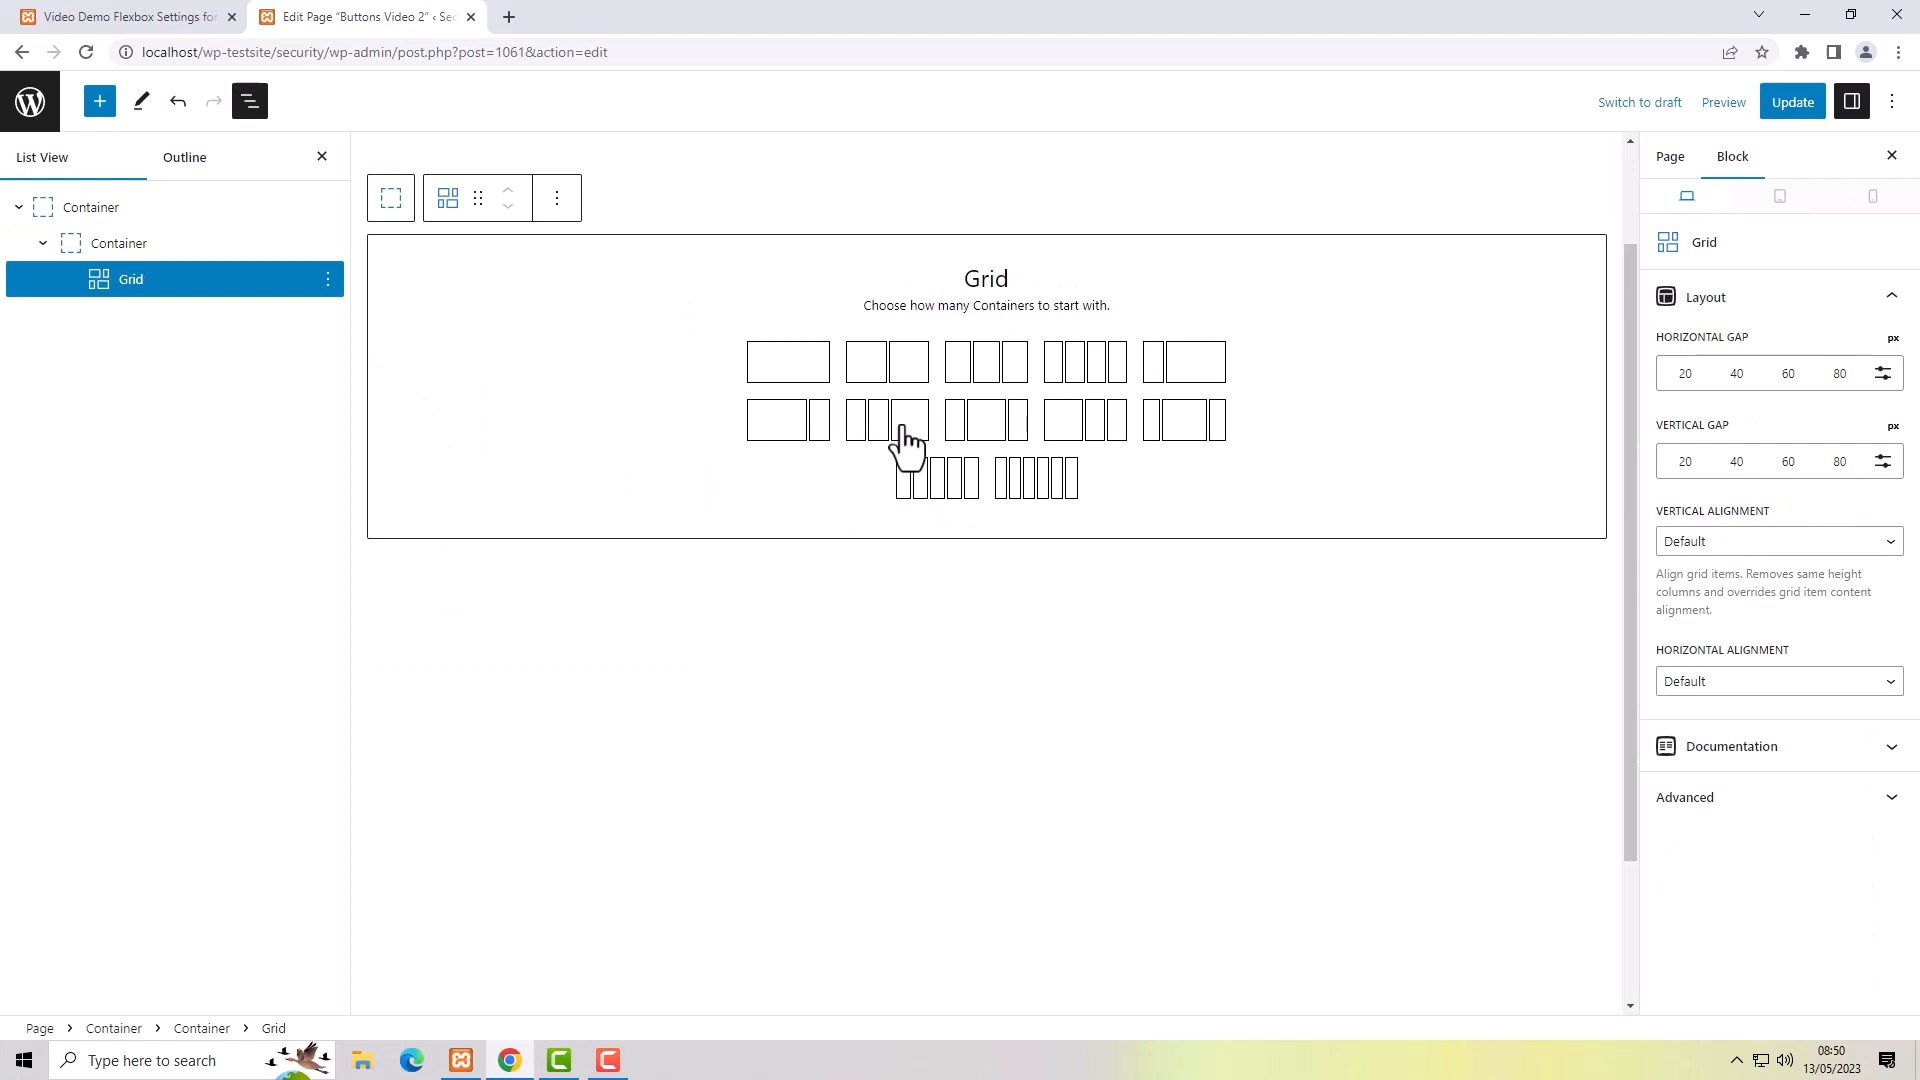 Video Demo Flexbox Settings for
Edit Page “Buttons Video 2” ‹ Sec
localhost/wp-testsite/security/wp-admin/post.php?post=1061&action=edit
Switch to draft
Preview
Update
List View
Outline
Page
Block
Container
Container
Grid
Grid
Choose how many Containers to start with.
Grid
Layout
HORIZONTAL GAP
px
20
40
60
80
VERTICAL GAP
px
20
40
60
80
VERTICAL ALIGNMENT
Default
Align grid items. Removes same height
columns and overrides grid item content
alignment.
HORIZONTAL ALIGNMENT
Default
Documentation
Advanced
Page
Container
Container
Grid
Type here to search
08:50
13/05/2023